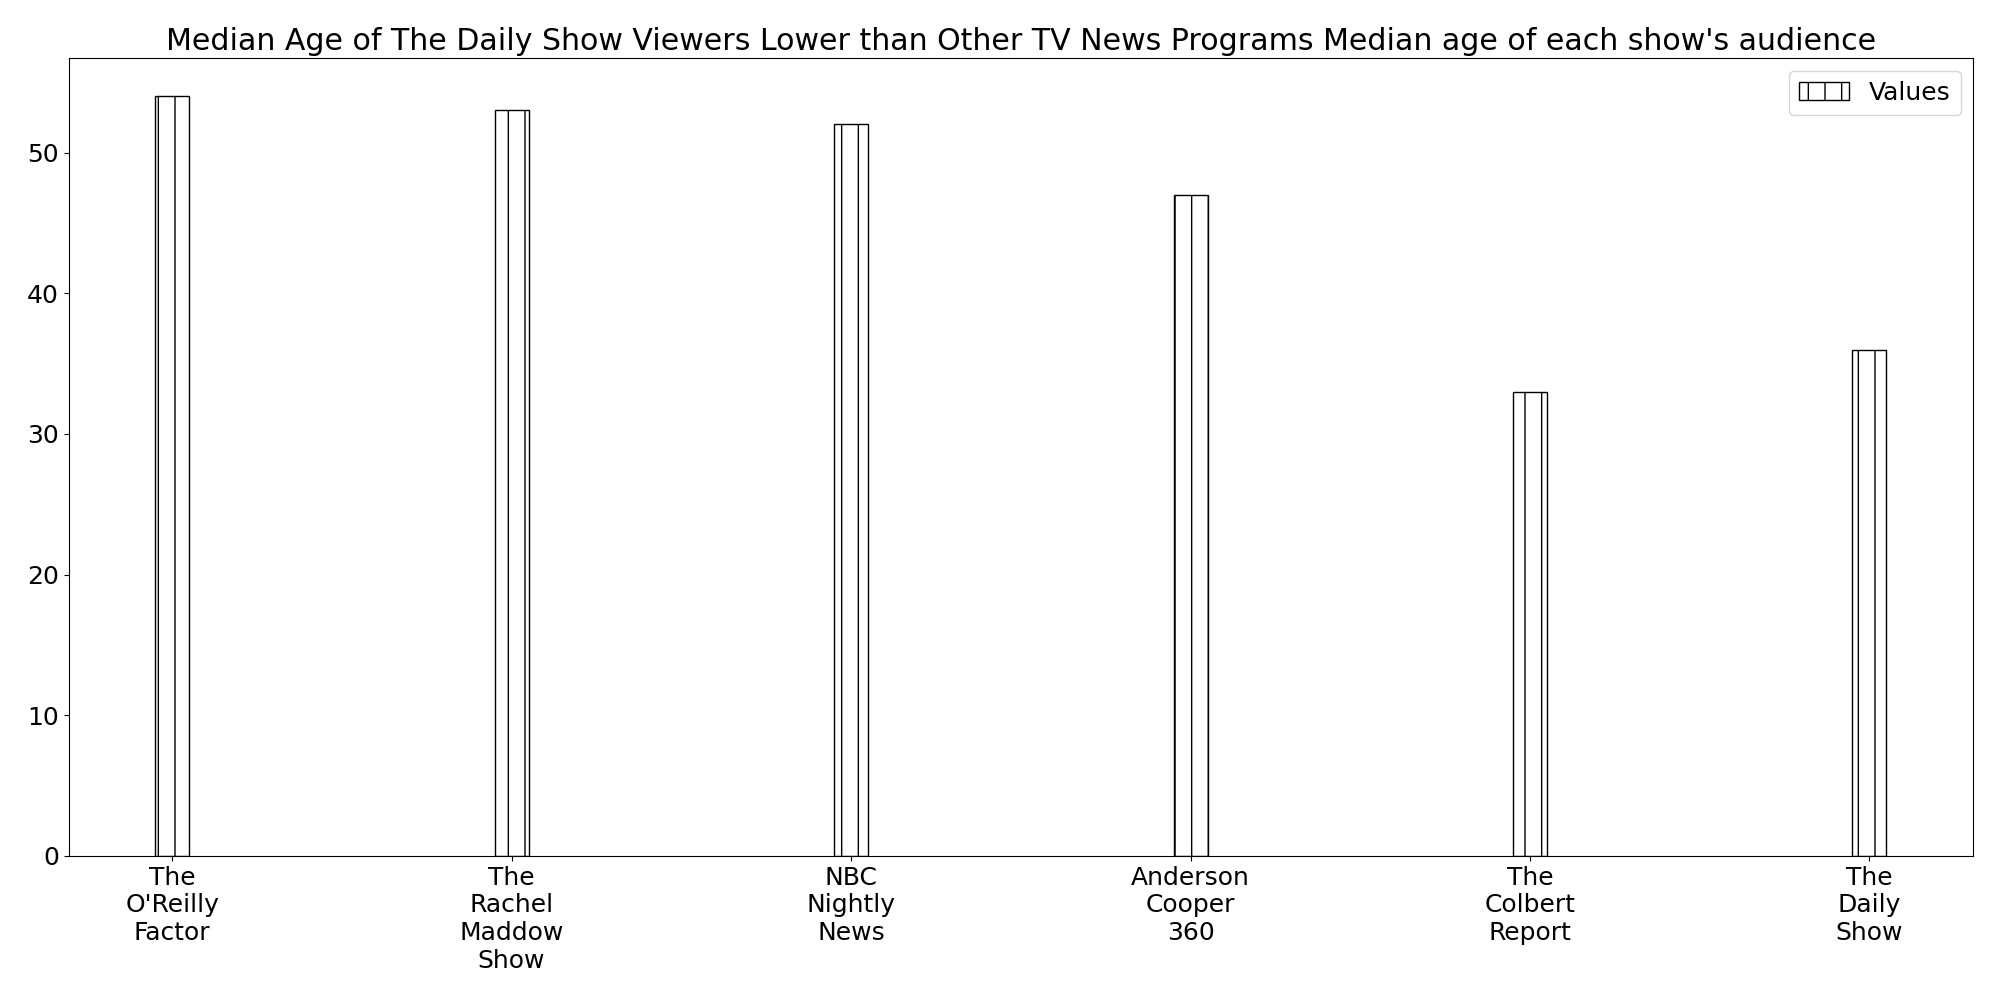 Median Age of The Daily Show Viewers Lower than Other TV News Programs Median age of each show's audience
Values
50
40
30
20
10
0
The
O'Reilly
Factor
The
Rachel
Maddow
Show
NBC
Nightly
News
Anderson
Cooper
360
The
Colbert
Report
The
Daily
Show